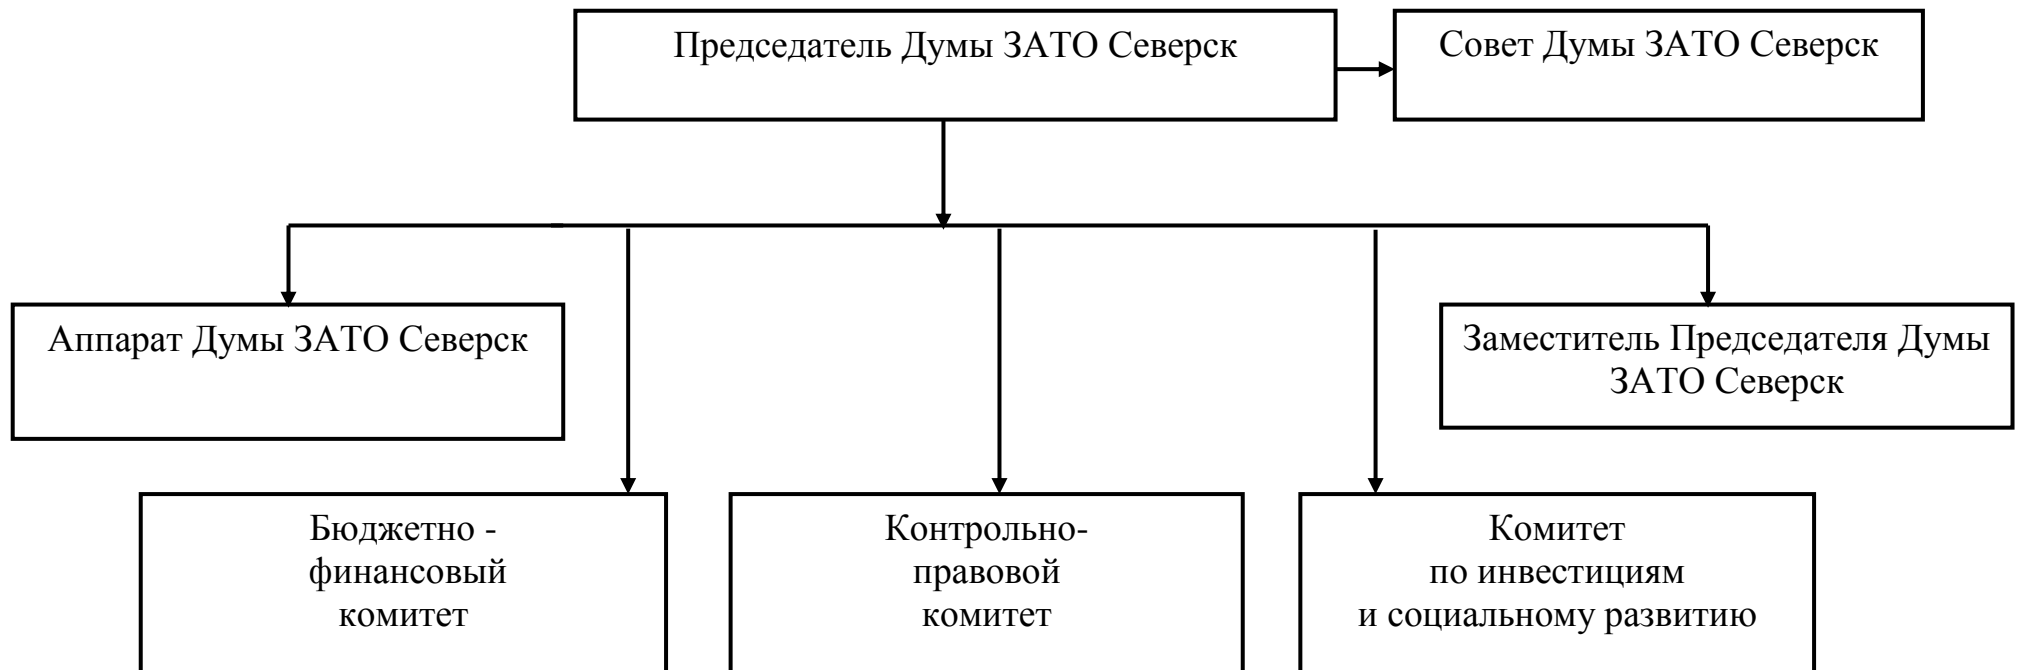 Председатель Думы ЗАТО Северск
Совет Думы ЗАТО Северск
Аппарат Думы ЗАТО Северск
Заместитель Председателя Думы
ЗАТО Северск
Бюджетно -
финансовый
комитет
Контрольно-
правовой
комитет
Комитет
по инвестициям
и социальному развитию